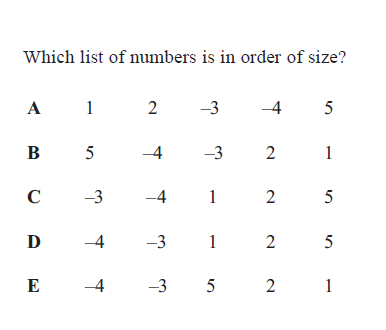 Which list of numbers is in order of size?
A 1 2 –3 –4 5
B 5 –4 –3 2 1
C –3 –4 1 2 5
D –4 –3 1 2 5
E –4 –3 5 2 1